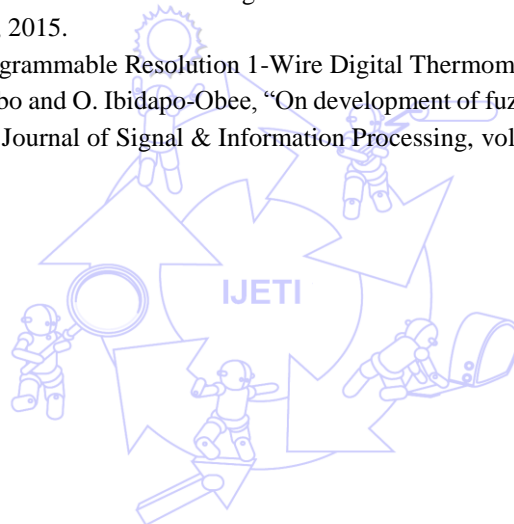 , 2015.
grammable Resolution 1-Wire Digital Thermom
bo and O. Ibidapo-Obee, “On development of fuz
Journal of Signal & Information Processing, vol
IJETI